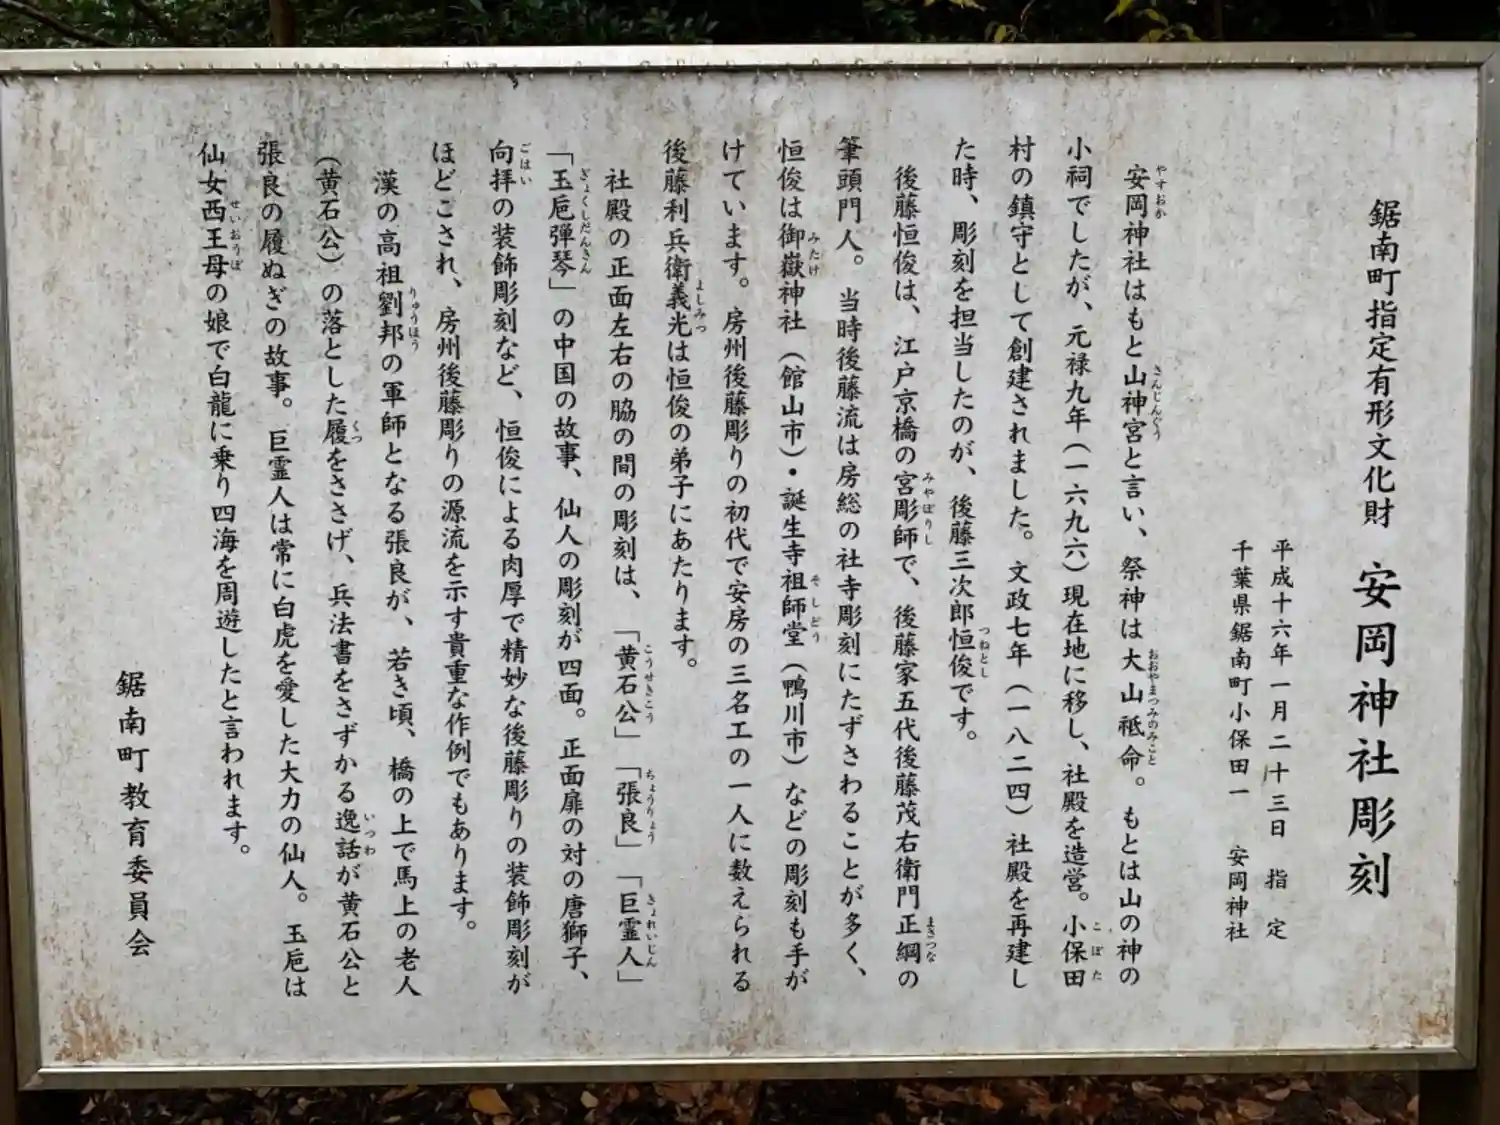 鋸南町指定有形文化財 安岡神社彫刻
平成十六年一月二十三日 指定
千葉県鋸南町小保田一 安岡神社
安岡神社はもと山神宮と言い、祭神は大山祗命。もとは山の神の
小祠でしたが、元禄九年(一六九六)現在地に移し、社殿を造営。小保田
村の鎮守として創建されました。文政七年(一八二四)社殿を再建し
た時、彫刻を担当したのが、後藤三次郎恒俊です。
後藤恒俊は、江戸京橋の宮彫師で、後藤家五代後藤茂右衛門正綱の
筆頭門人。当時後藤流は房総の社寺彫刻にたずさわることが多く、
恒俊は御嶽神社(館山市)・誕生寺祖師堂(鴨川市)などの彫刻も手が
けています。房州後藤彫りの初代で安房の三名工の一人に数えられる
後藤利兵衛義光は恒俊の弟子にあたります。
社殿の正面左右の脇の間の彫刻は、「黄石公」「張良」「巨霊人」
「玉巵弾琴」の中国の故事、仙人の彫刻が四面。正面扉の対の唐獅子、
向拝の装飾彫刻など、恒俊による肉厚で精妙な後藤彫りの装飾彫刻が
ほどこされ、房州後藤彫りの源流を示す貴重な作例でもあります。
漢の高祖劉邦の軍師となる張良が、若き頃、橋の上で馬上の老人
(黄石公)の落とした履をささげ、兵法書をさずかる逸話が黄石公と
張良の履ぬぎの故事。巨霊人は常に白虎を愛した大力の仙人。玉巵は
仙女西王母の娘で白龍に乗り四海を周遊したと言われます。
鋸南町教育委員会